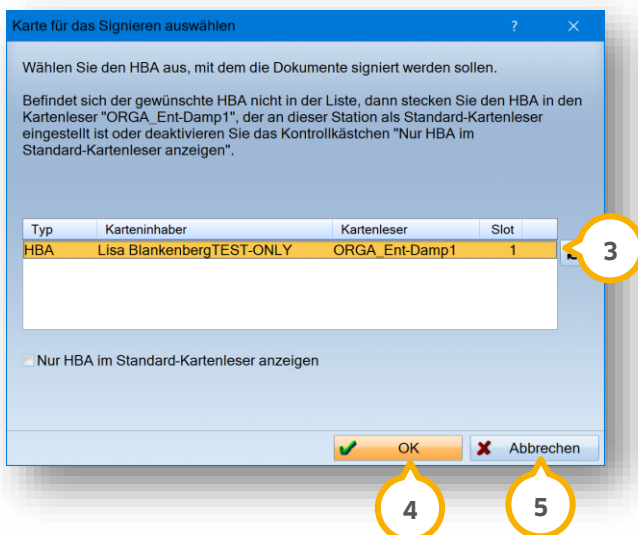 Karte für das Signieren auswählen ?
Wählen Sie den HBA aus, mit dem die Dokumente signiert werden sollen.
Befindet sich der gewünschte HBA nicht in der Liste, dann stecken Sie den HBA in den
Kartenleser "ORGA_Ent-Damp1", der an dieser Station als Standard-Kartenleser
eingestellt ist oder deaktivieren Sie das Kontrollkästchen "Nur HBA im
Standard-Kartenleser anzeigen".
Typ Karteninhaber Kartenleser Slot
HBA Lisa BlankenbergTEST-ONLY ORGA_Ent-Damp1 1
3
Nur HBA im Standard-Kartenleser anzeigen
OK Abbrechen
4 5